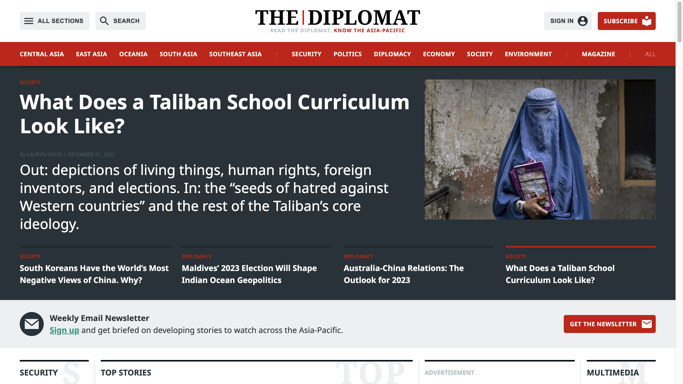 ALL SECTIONS
SEARCH
THE|DIPLOMAT
READ THE DIPLOMAT, KNOW THE ASIA-PACIFIC
SIGN IN
SUBSCRIBE
CENTRAL ASIA EAST ASIA OCEANIA SOUTH ASIA SOUTHEAST ASIA | SECURITY POLITICS DIPLOMACY ECONOMY SOCIETY ENVIRONMENT | MAGAZINE | ALL
SOCIETY
What Does a Taliban School Curriculum
Look Like?
By LAURYN OATES | DECEMBER 31, 2022
Out: depictions of living things, human rights, foreign
inventors, and elections. In: the “seeds of hatred against
Western countries” and the rest of the Taliban’s core
ideology.
SOCIETY
South Koreans Have the World’s Most
Negative Views of China. Why?
DIPLOMACY
Maldives’ 2023 Election Will Shape
Indian Ocean Geopolitics
DIPLOMACY
Australia-China Relations: The
Outlook for 2023
SOCIETY
What Does a Taliban School
Curriculum Look Like?
Weekly Email Newsletter
Sign up and get briefed on developing stories to watch across the Asia-Pacific.
GET THE NEWSLETTER
SECURITY
S
TOP STORIES
TOP
ADVERTISEMENT
MULTIMEDIA
M